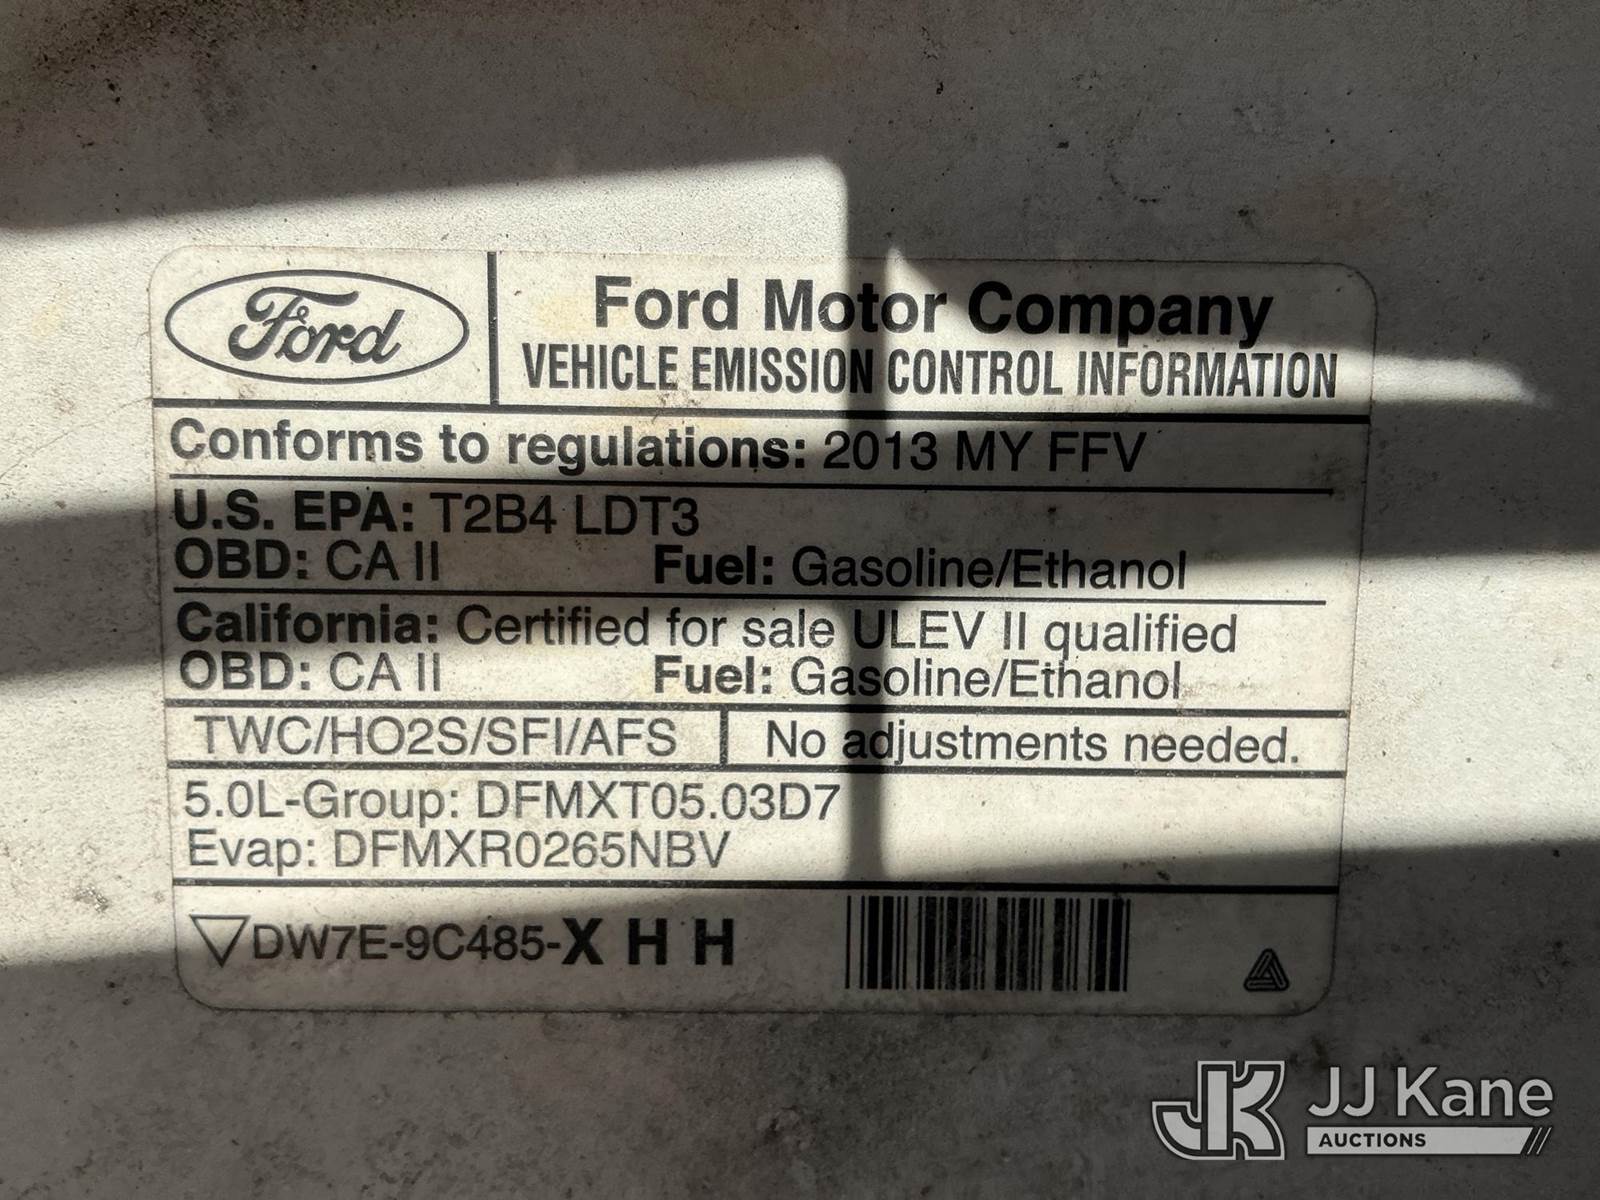 Ford
Ford Motor Company
VEHICLE EMISSION CONTROL INFORMATION
Conforms to regulations: 2013 MY FFV
U.S. EPA: T2B4 LDT3
OBD: CA II Fuel: Gasoline/Ethanol
California: Certified for sale ULEV II qualified
OBD: CA II Fuel: Gasoline/Ethanol
TWC/HO2S/SFI/AFS No adjustments needed.
5.0L-Group: DFMXT05.03D7
Evap: DFMXR0265NBV
DW7E-9C485-X H H
JK JJ Kane
AUCTIONS